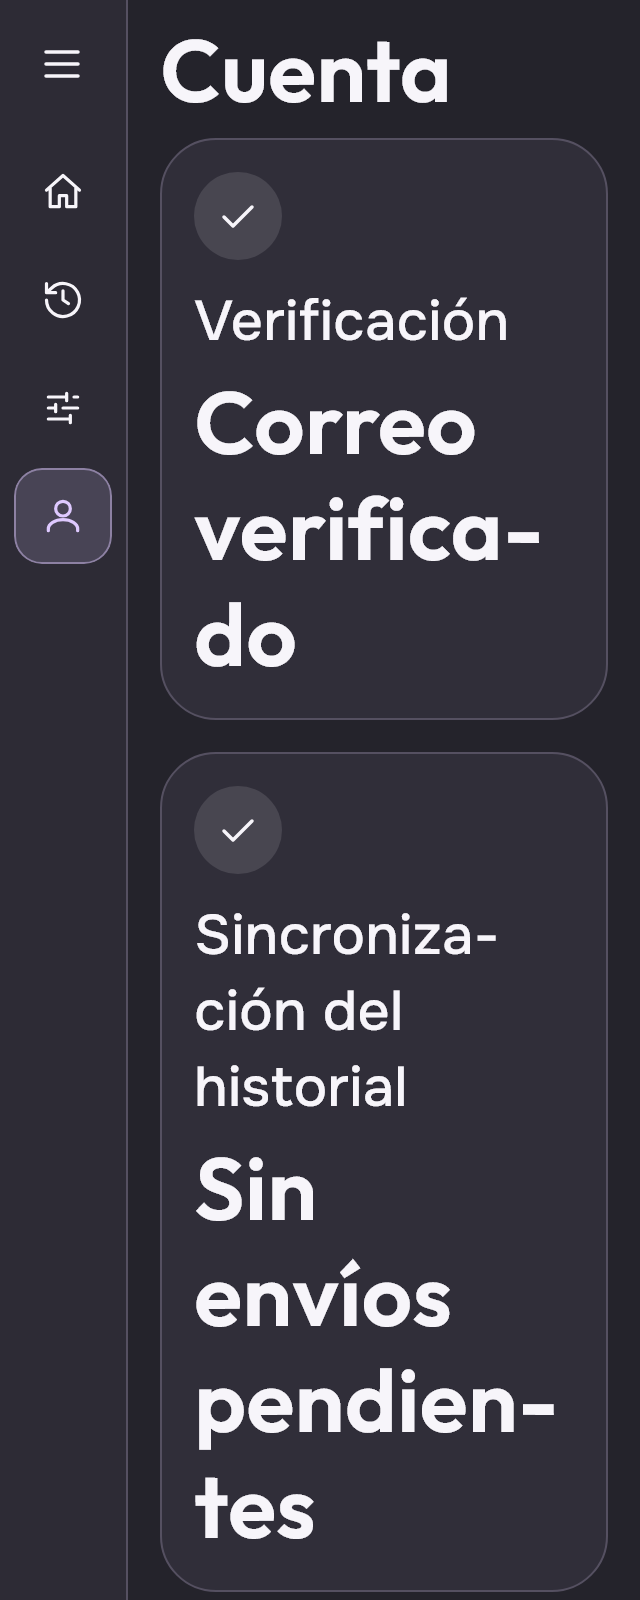 Cuenta
Verificación
Correo
verifica-
do
Sincroniza-
ción del
historial
Sin
envíos
pendien-
tes